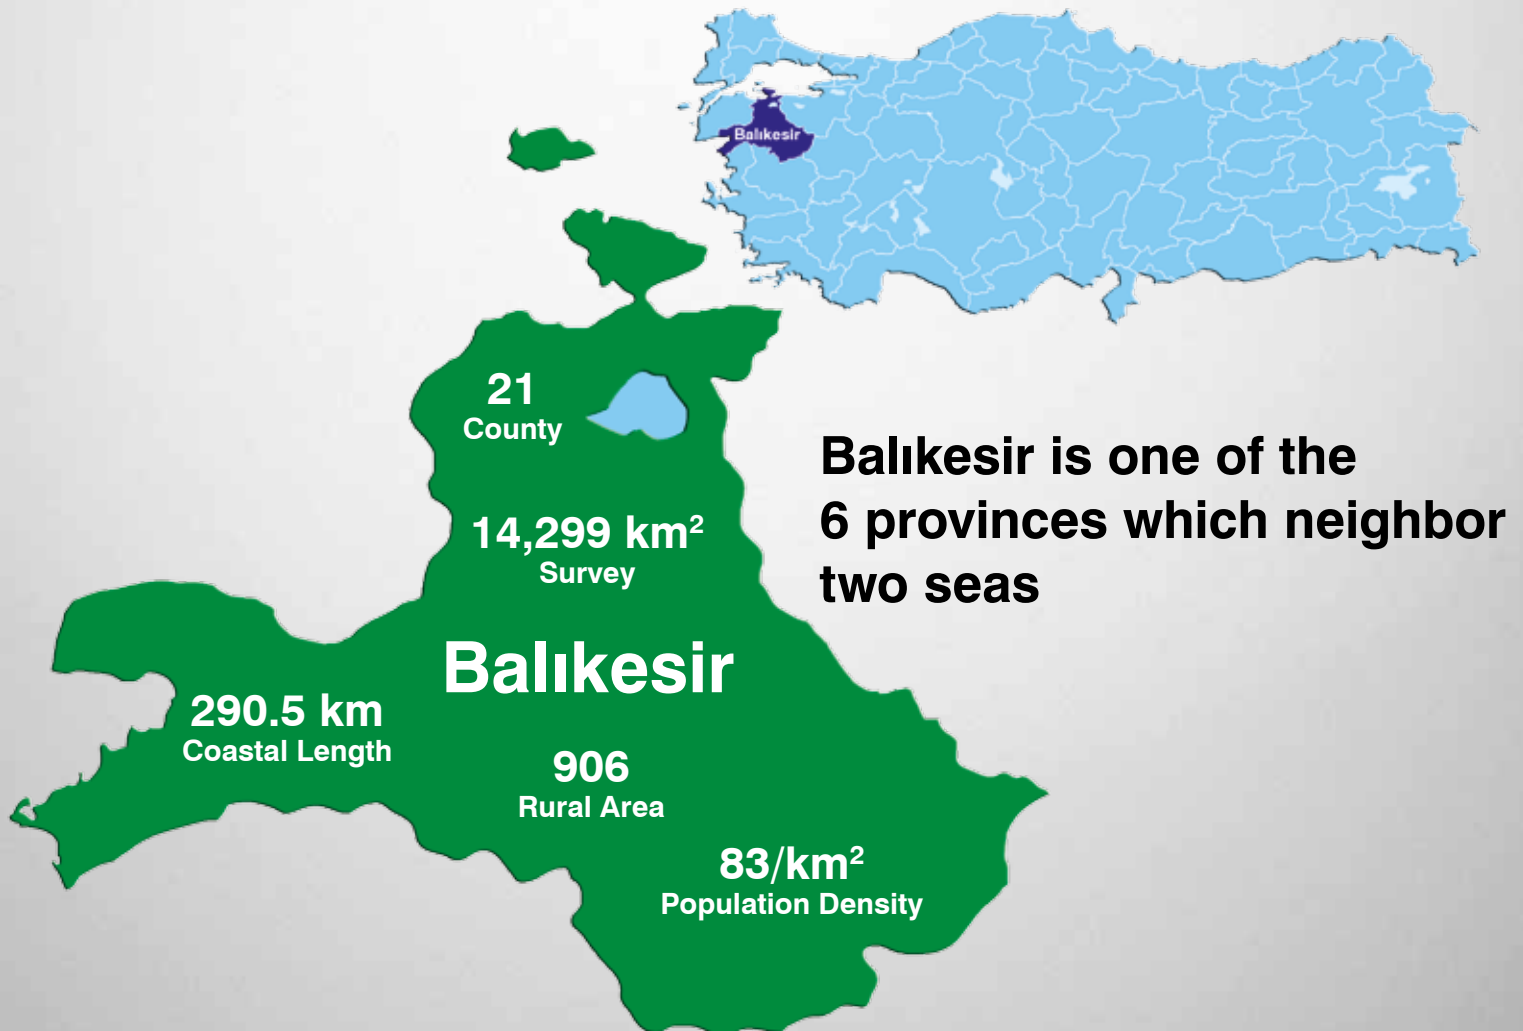 Balıkesir
21
County
14,299 km²
Survey
Balıkesir is one of the
6 provinces which neighbor
two seas
Balıkesir
290.5 km
Coastal Length
906
Rural Area
83/km²
Population Density